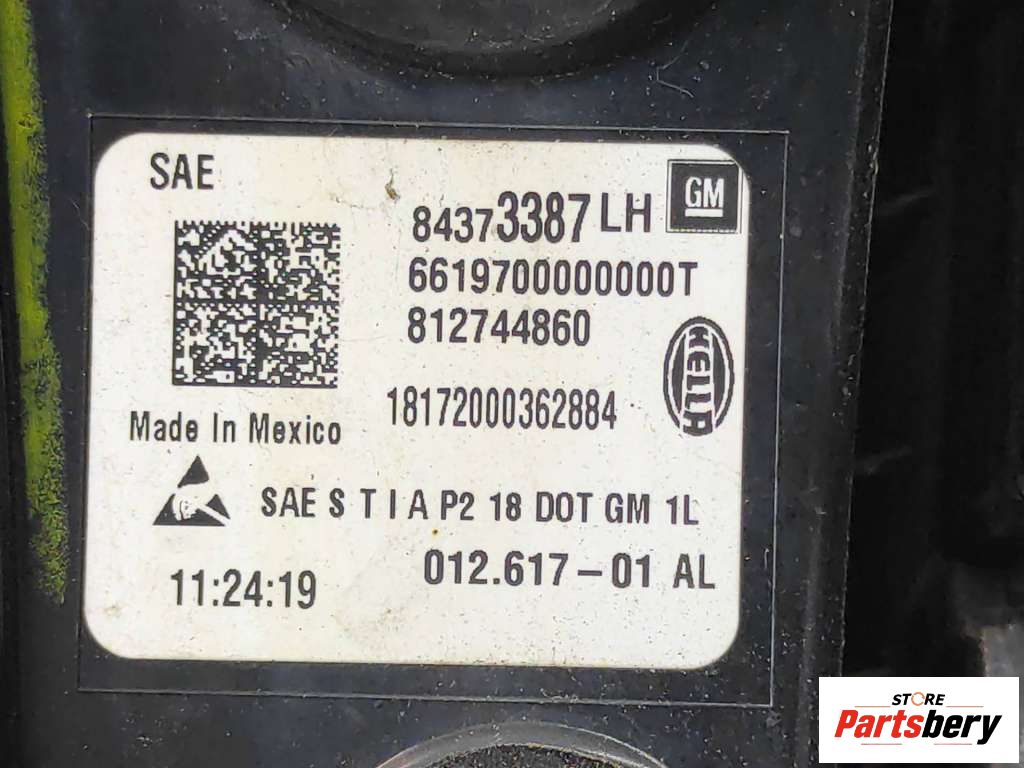 SAE
84373387 LH GM
6619700000000T
812744860
HELLA
18172000362884
Made In Mexico
SAE S T I A P2 18 DOT GM 1L
012.617-01 AL
11:24:19
STORE
Partsbery